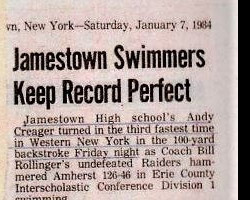 vn, New York—Saturday, January 7, 1984
Jamestown Swimmers
Keep Record Perfect
Jamestown High school's Andy
Creager turned in the third fastest time
in Western New York in the 100-yard
backstroke Friday night as Coach Bill
Rollinger's undefeated Raiders ham-
mered Amherst 126-46 in Erie County
Interscholastic Conference Division 1
swimming